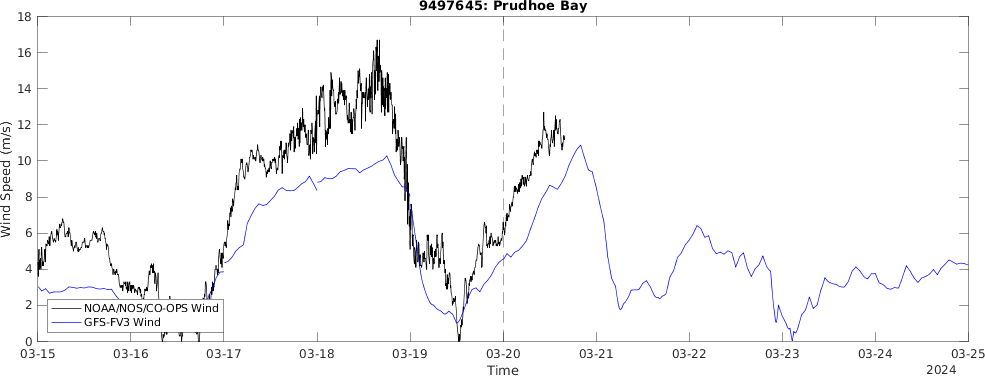 9497645: Prudhoe Bay
Wind Speed (m/s)
18
16
14
12
10
8
6
4
2
0
NOAA/NOS/CO-OPS Wind
GFS-FV3 Wind
03-15 03-16 03-17 03-18 03-19 03-20 03-21 03-22 03-23 03-24 03-25
Time
2024